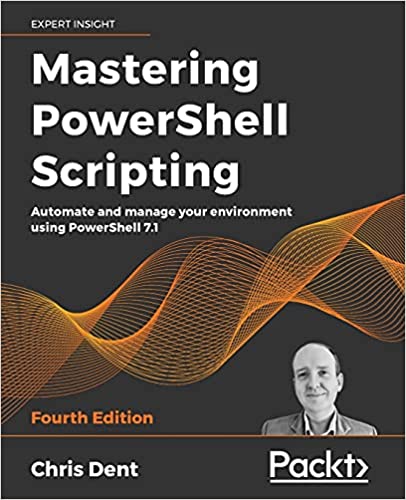 EXPERT INSIGHT
Mastering
PowerShell
Scripting
Automate and manage your environment
using PowerShell 7.1
Fourth Edition
Chris Dent
Packt>